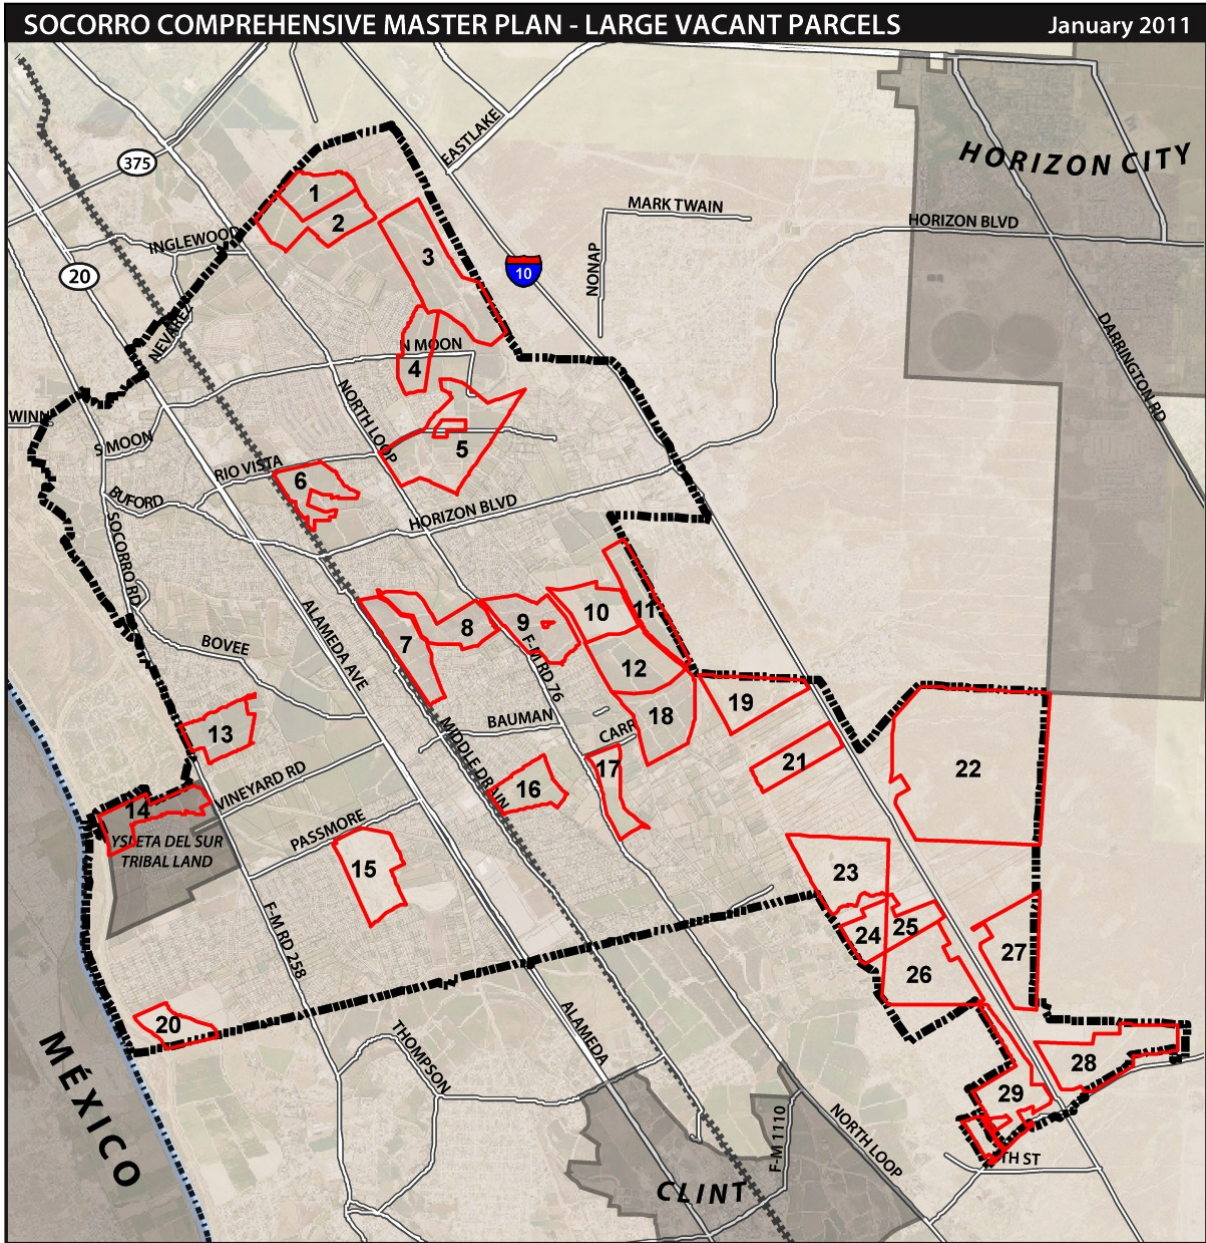 SOCORRO COMPREHENSIVE MASTER PLAN - LARGE VACANT PARCELS
January 2011
EASTLAKE
HORIZON CITY
375
1
MARK TWAIN
2
HORIZON BLVD
INGLEWOOD
3
20
10
NONAP
NEVAREZ
N MOON
4
DARRINGTON RD
WINN
NORTH LOOP
S MOON
5
RIO VISTA
6
BUFORD
HORIZON BLVD
SOCORRO RD
10
11
7
8
9
ALAMEDA AVE
BOVEE
F-M RD 76
12
19
18
BAUMAN
CARR
13
MIDDLE DRAIN
17
21
22
VINEYARD RD
16
14
YSLETA DEL SUR
TRIBAL LAND
PASSMORE
15
23
24
25
F-M RD 258
27
26
20
MÉXICO
THOMPSON
ALAMEDA
28
29
F-M 1110
NORTH LOOP
TH ST
CLINT